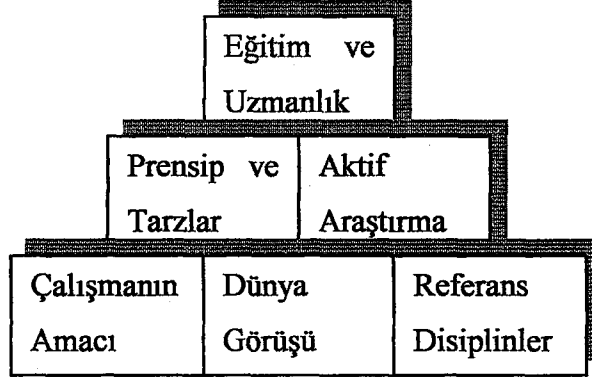 Eğitim ve
Uzmanlık
Prensip ve
Tarzlar
Aktif
Araştırma
Çalışmanın
Amacı
Dünya
Görüşü
Referans
Disiplinler